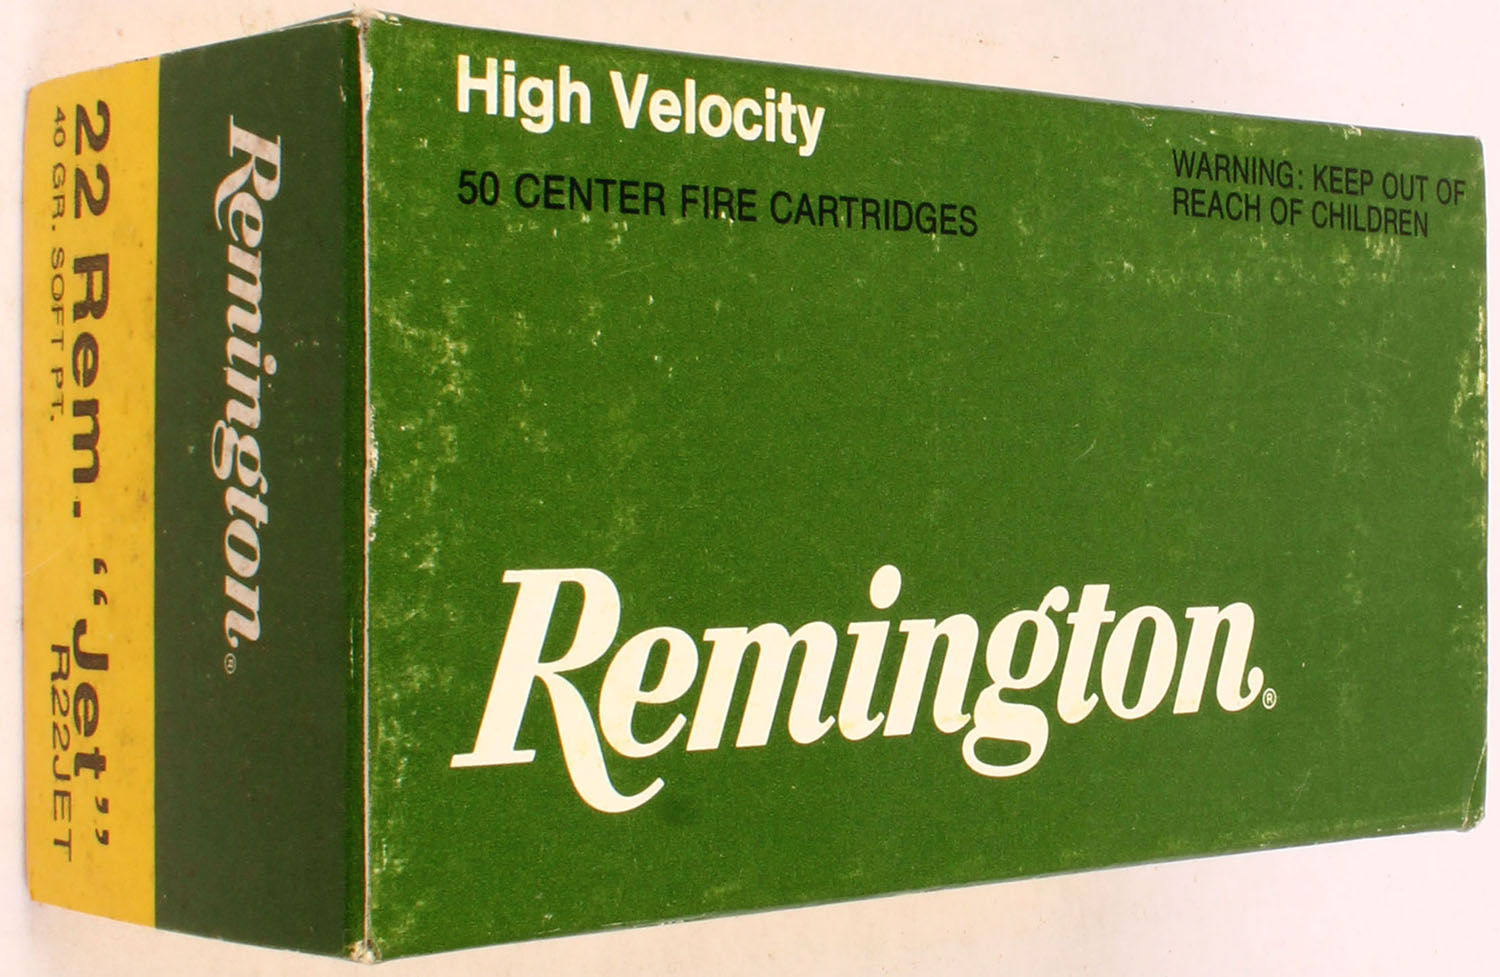 High Velocity
50 CENTER FIRE CARTRIDGES
WARNING: KEEP OUT OF
REACH OF CHILDREN
Remington®
Remington®
22 Rem. “Jet”
40 GR. SOFT PT.
R22JET